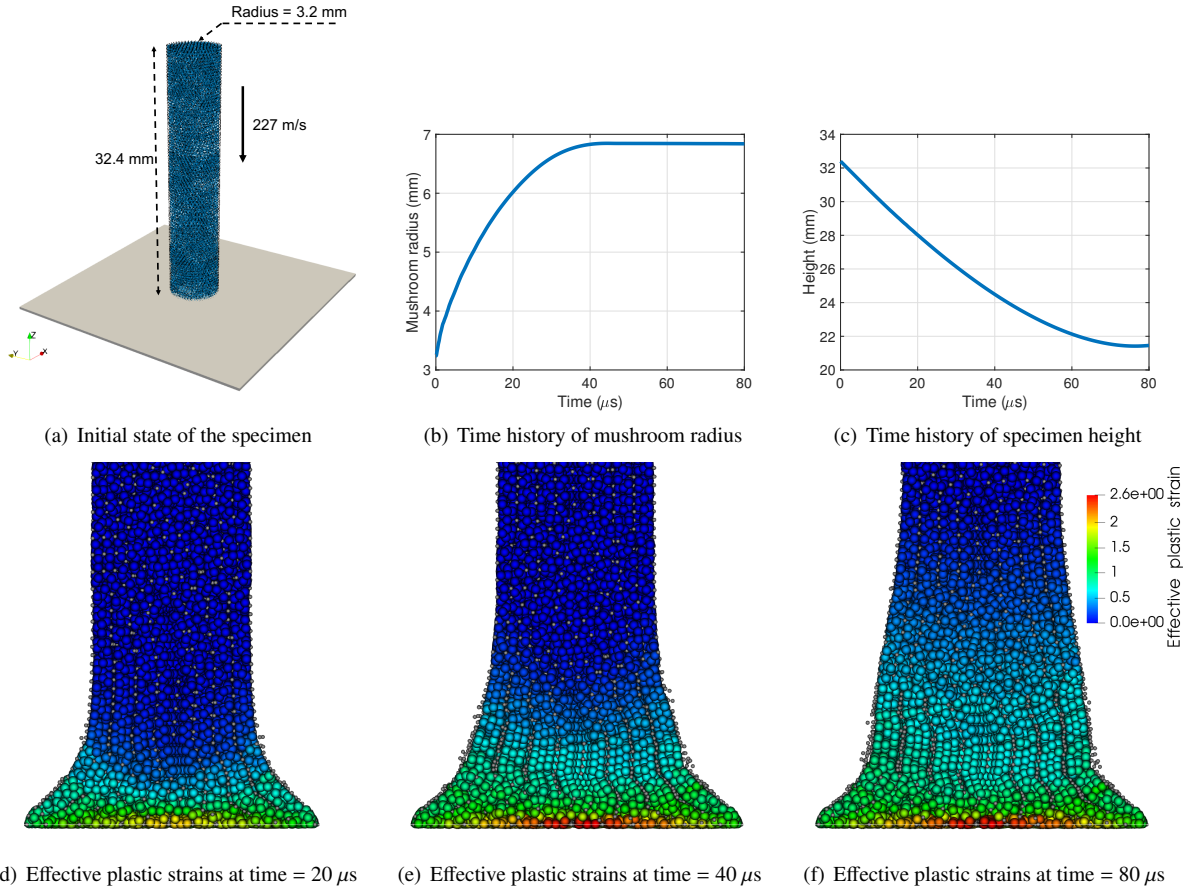 Radius = 3.2 mm
227 m/s
32.4 mm
Z
Y
X
(a) Initial state of the specimen
7
6
5
4
3
Mushroom radius (mm)
0 20 40 60 80
Time (μs)
(b) Time history of mushroom radius
34
32
30
28
26
24
22
20
Height (mm)
0 20 40 60 80
Time (μs)
(c) Time history of specimen height
2.6e+00
2
1.5
1
0.5
0.0e+00
Effective plastic strain
d) Effective plastic strains at time = 20 μs
(e) Effective plastic strains at time = 40 μs
(f) Effective plastic strains at time = 80 μs